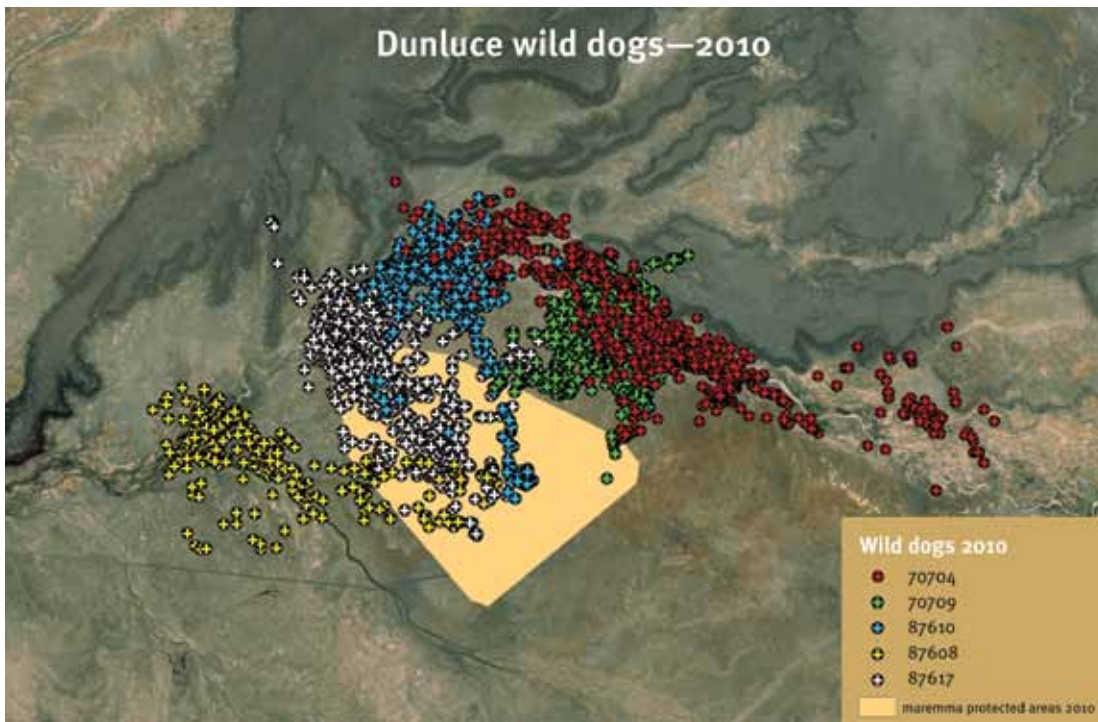 Dunluce wild dogs—2010
Wild dogs 2010
70704
70709
87610
87608
87617
maremma protected areas 2010